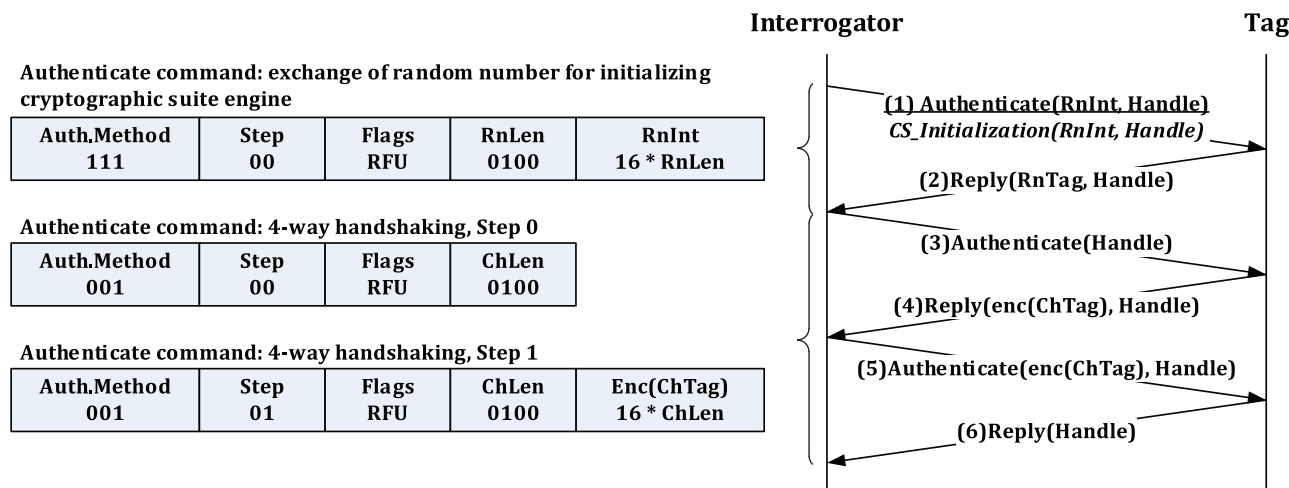 Interrogator Tag
Authenticate command: exchange of random number for initializing
cryptographic suite engine
Auth.Method Step Flags RnLen RnInt
111 00 RFU 0100 16 * RnLen
Authenticate command: 4-way handshaking, Step 0
Auth.Method Step Flags ChLen
001 00 RFU 0100
Authenticate command: 4-way handshaking, Step 1
Auth.Method Step Flags ChLen Enc(ChTag)
001 01 RFU 0100 16 * ChLen
(1) Authenticate(RnInt, Handle)
CS_Initialization(RnInt, Handle)
(2)Reply(RnTag, Handle)
(3)Authenticate(Handle)
(4)Reply(enc(ChTag), Handle)
(5)Authenticate(enc(ChTag), Handle)
(6)Reply(Handle)